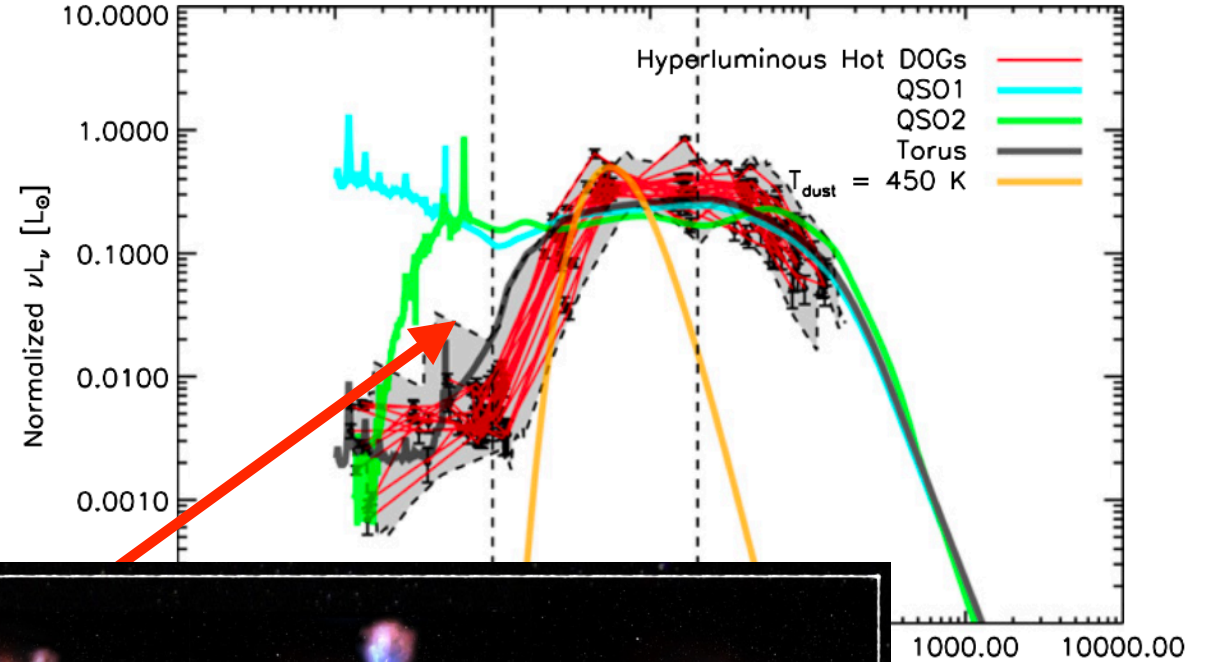 10.0000
Hyperluminous Hot DOGs
QSO1
1.0000
QSO2
Torus
T_dust = 450 K
Normalized νL_ν [L_⊙]
0.1000
0.0100
0.0010
1000.00 10000.00